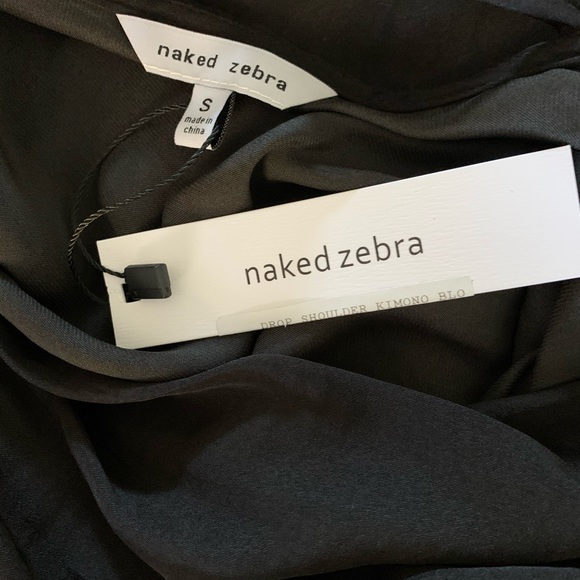 naked zebra
S
made in
china
naked zebra
DROP SHOULDER KIMONO BLO